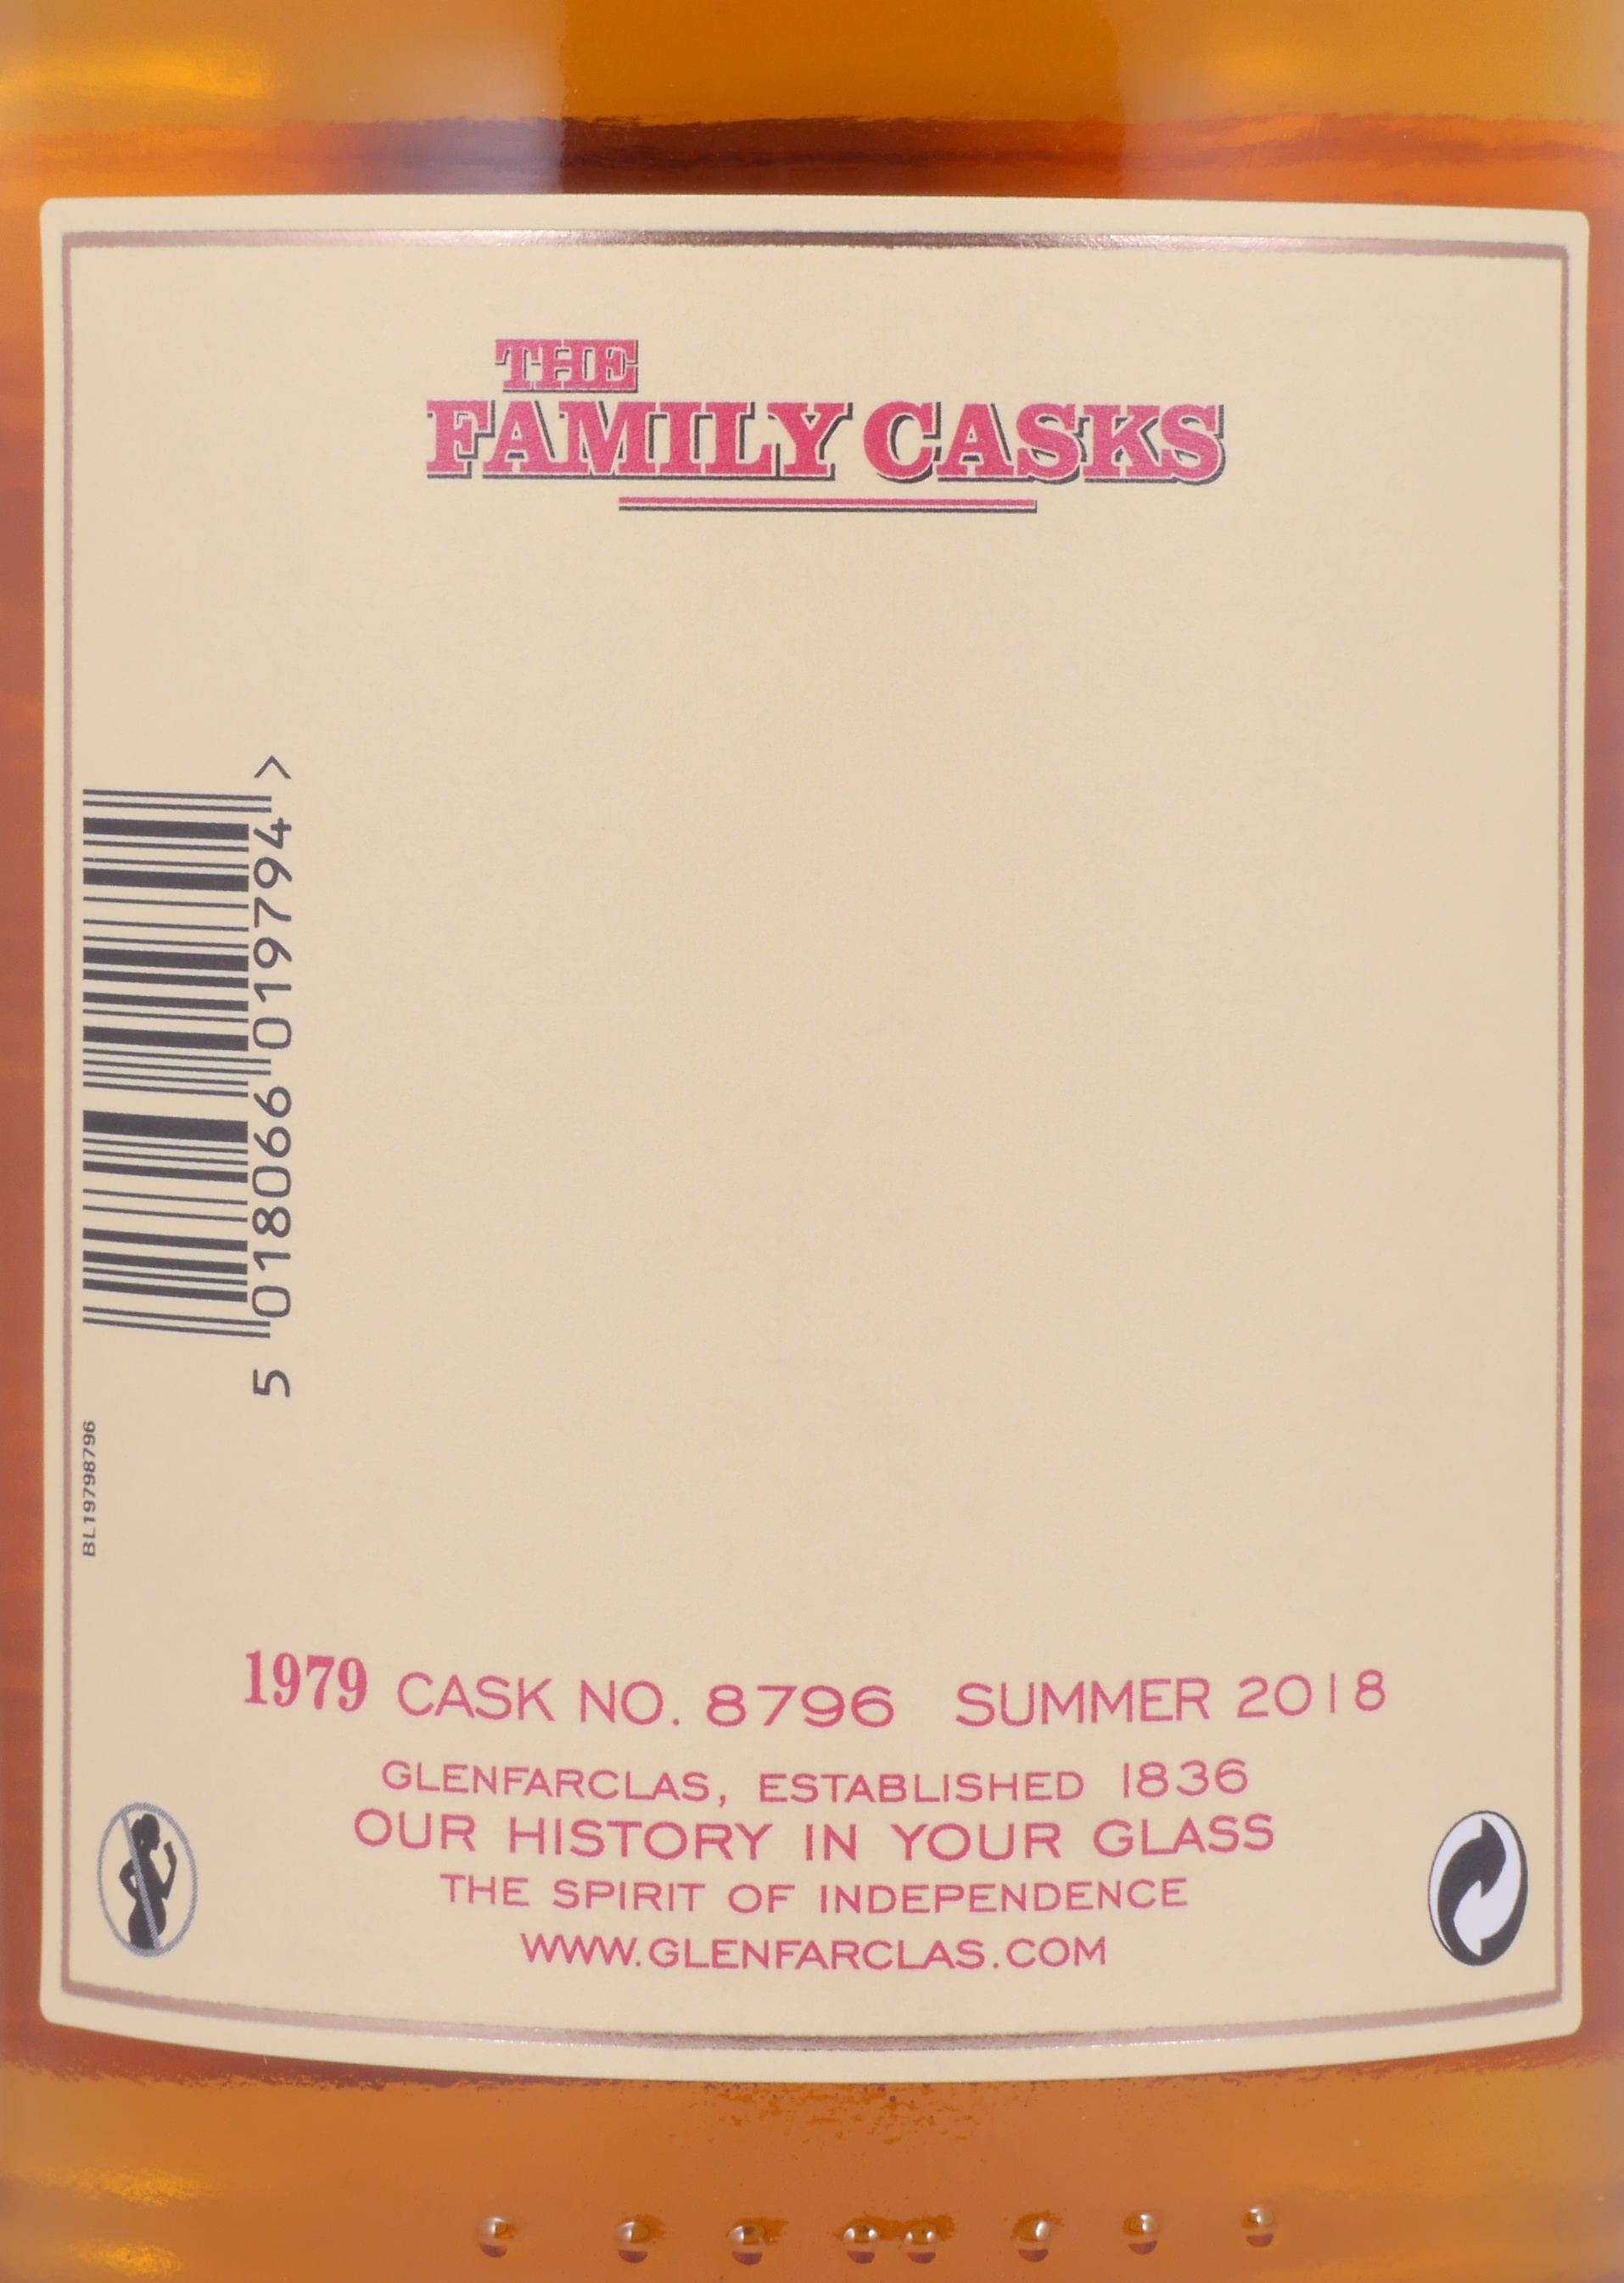 THE
FAMILY CASKS
5 018066 019794 >
BL19798796
1979 CASK NO. 8796 SUMMER 2018
GLENFARCLAS, ESTABLISHED 1836
OUR HISTORY IN YOUR GLASS
THE SPIRIT OF INDEPENDENCE
WWW.GLENFARCLAS.COM